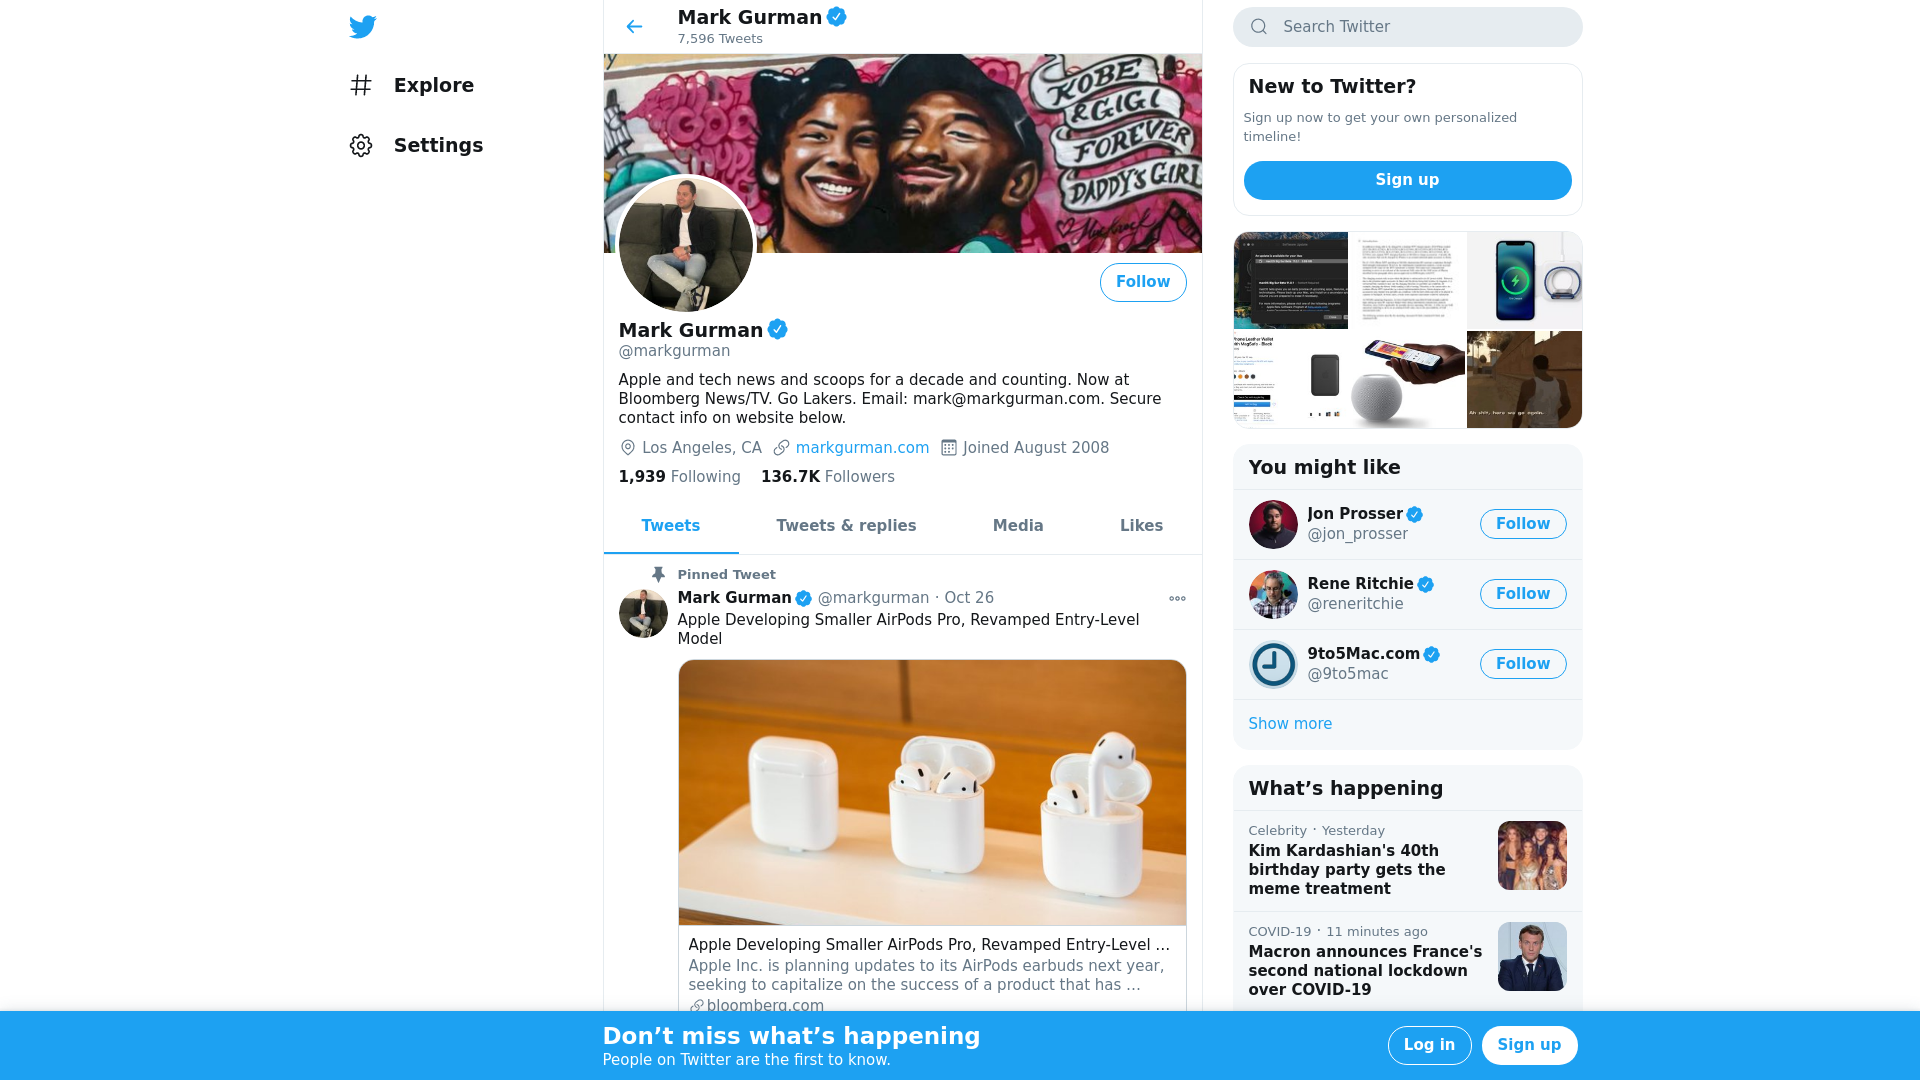 Explore
Settings
Mark Gurman
7,596 Tweets
KOBE
& GIGI
FOREVER
DADDY'S GIRL
Follow
Mark Gurman
@markgurman
Apple and tech news and scoops for a decade and counting. Now at
Bloomberg News/TV. Go Lakers. Email: mark@markgurman.com. Secure
contact info on website below.
Los Angeles, CA markgurman.com Joined August 2008
1,939 Following 136.7K Followers
Tweets Tweets & replies Media Likes
Pinned Tweet
Mark Gurman @markgurman · Oct 26
Apple Developing Smaller AirPods Pro, Revamped Entry-Level
Model
Apple Developing Smaller AirPods Pro, Revamped Entry-Level ...
Apple Inc. is planning updates to its AirPods earbuds next year,
seeking to capitalize on the success of a product that has ...
bloomberg.com
Search Twitter
New to Twitter?
Sign up now to get your own personalized
timeline!
Sign up
Ah shit, here we go again.
You might like
Jon Prosser
@jon_prosser
Follow
Rene Ritchie
@reneritchie
Follow
9to5Mac.com
@9to5mac
Follow
Show more
What’s happening
Celebrity · Yesterday
Kim Kardashian's 40th
birthday party gets the
meme treatment
COVID-19 · 11 minutes ago
Macron announces France's
second national lockdown
over COVID-19
Don’t miss what’s happening
People on Twitter are the first to know.
Log in
Sign up